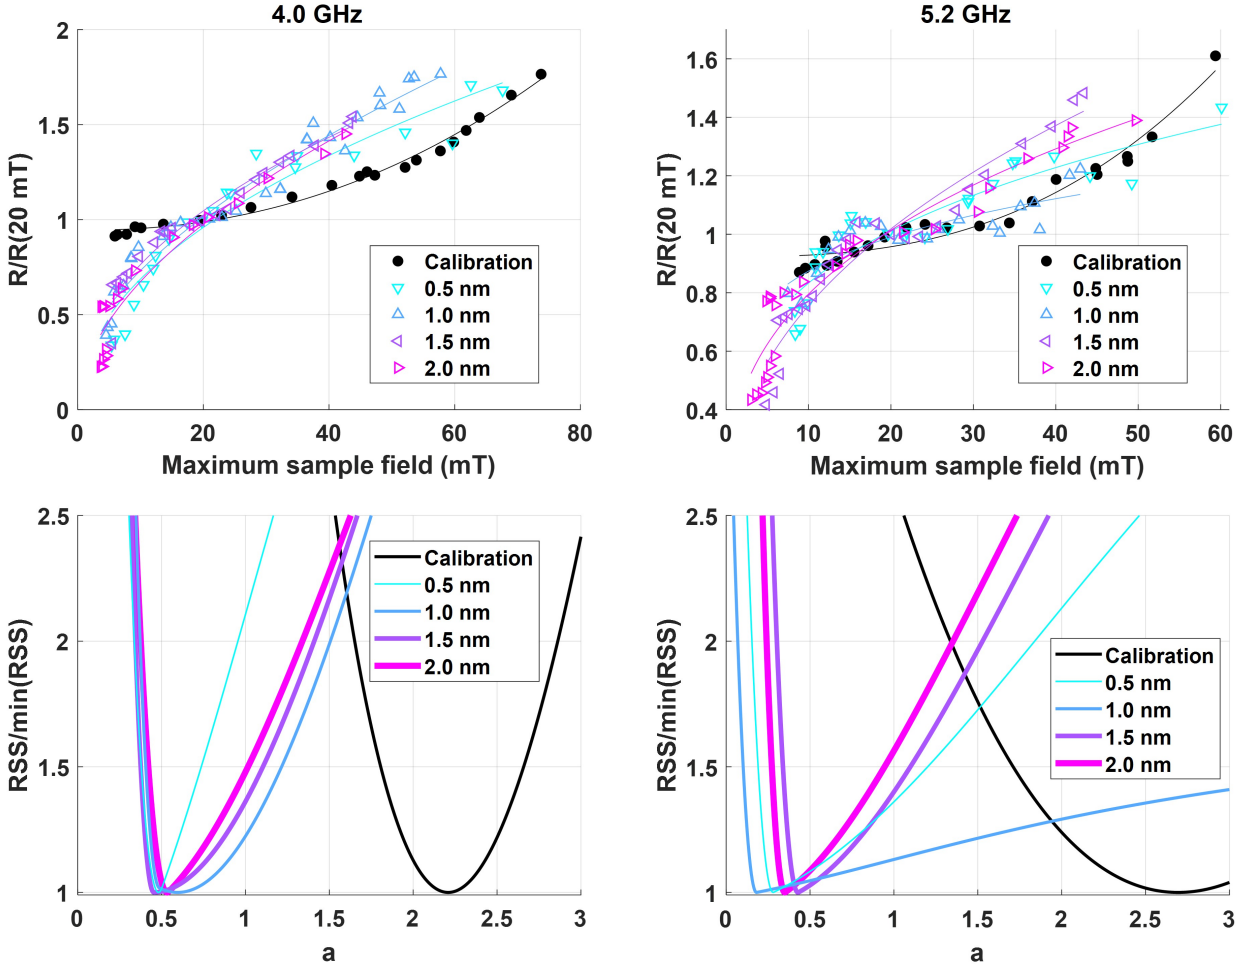 4.0 GHz
2
1.5
1
0.5
0
R/R(20 mT)
Calibration
0.5 nm
1.0 nm
1.5 nm
2.0 nm
0 20 40 60 80
Maximum sample field (mT)
5.2 GHz
1.6
1.4
1.2
1
0.8
0.6
0.4
R/R(20 mT)
Calibration
0.5 nm
1.0 nm
1.5 nm
2.0 nm
0 10 20 30 40 50 60
Maximum sample field (mT)
2.5
2
1.5
1
RSS/min(RSS)
Calibration
0.5 nm
1.0 nm
1.5 nm
2.0 nm
0 0.5 1 1.5 2 2.5 3
a
2.5
2
1.5
1
RSS/min(RSS)
Calibration
0.5 nm
1.0 nm
1.5 nm
2.0 nm
0 0.5 1 1.5 2 2.5 3
a